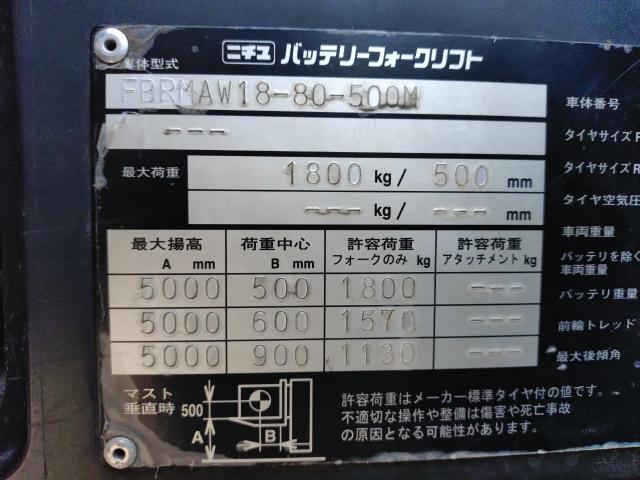 ニチユ バッテリーフォークリフト
車体型式
FBRMAW18-80-500M
車体番号
---
タイヤサイズF
最大荷重 1800 kg/ 500 mm
タイヤサイズR
--- kg/ --- mm
タイヤ空気圧
車両重量
最大揚高 荷重中心 許容荷重 許容荷重
A mm B mm フォークのみ kg アタッチメント kg
バッテリを除く
車両重量
5000 500 1800 ---
バッテリ重量
5000 600 1570 ---
前輪トレッド
5000 900 1130 ---
最大後傾角
マスト
垂直時 500
A B
許容荷重はメーカー標準タイヤ付の値です。
不適切な操作や整備は傷害や死亡事故
の原因となる可能性があります。